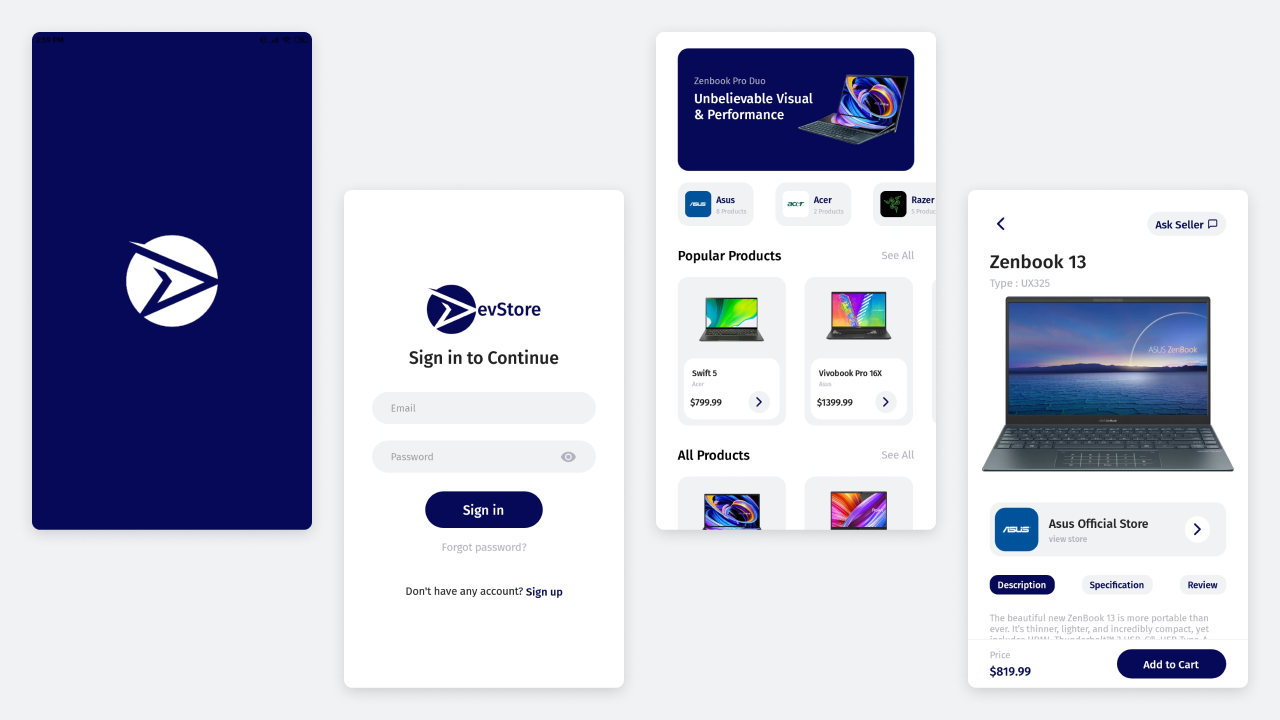 evStore
Sign in to Continue
Email
Password
Sign in
Forgot password?
Don't have any account? Sign up
Zenbook Pro Duo
Unbelievable Visual
& Performance
ASUS
Asus
8 Products
acer
Acer
2 Products
Razer
Popular Products
See All
Swift 5
Acer
$799.99
Vivobook Pro 16X
Asus
$1399.99
All Products
See All
Ask Seller
Zenbook 13
Type : UX325
ASUS ZenBook
ASUS
Asus Official Store
view store
Description
Specification
Review
The beautiful new ZenBook 13 is more portable than
ever. It's thinner, lighter, and incredibly compact, yet
Price
$819.99
Add to Cart